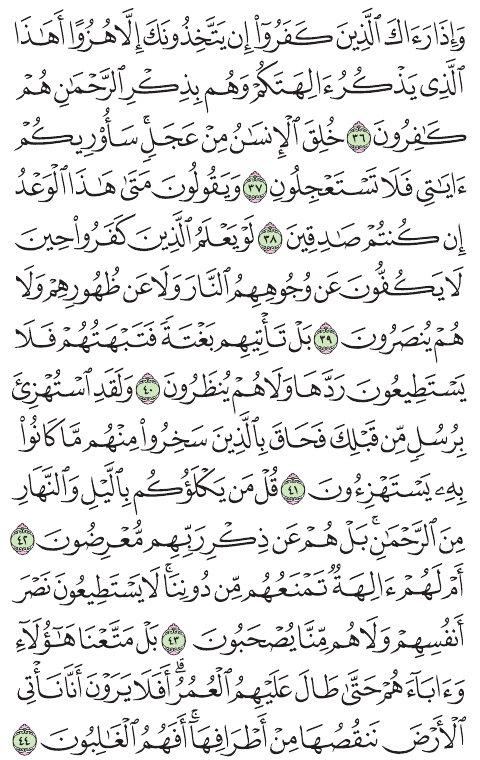 وَإِذَا رَءَاكَ ٱلَّذِينَ كَفَرُوٓا۟ إِن يَتَّخِذُونَكَ إِلَّا هُزُوًا أَهَـٰذَا
ٱلَّذِى يَذْكُرُ ءَالِهَتَكُمْ وَهُم بِذِكْرِ ٱلرَّحْمَـٰنِ هُمْ
كَـٰفِرُونَ ٣٦ خُلِقَ ٱلْإِنسَـٰنُ مِنْ عَجَلٍ ۚ سَأُو۟رِيكُمْ
ءَايَـٰتِى فَلَا تَسْتَعْجِلُونِ ٣٧ وَيَقُولُونَ مَتَىٰ هَـٰذَا ٱلْوَعْدُ
إِن كُنتُمْ صَـٰدِقِينَ ٣٨ لَوْ يَعْلَمُ ٱلَّذِينَ كَفَرُوا۟ حِينَ
لَا يَكُفُّونَ عَن وُجُوهِهِمُ ٱلنَّارَ وَلَا عَن ظُهُورِهِمْ وَلَا
هُمْ يُنصَرُونَ ٣٩ بَلْ تَأْتِيهِم بَغْتَةً فَتَبْهَتُهُمْ فَلَا
يَسْتَطِيعُونَ رَدَّهَا وَلَا هُمْ يُنظَرُونَ ٤٠ وَلَقَدِ ٱسْتُهْزِئَ
بِرُسُلٍ مِّن قَبْلِكَ فَحَاقَ بِٱلَّذِينَ سَخِرُوا۟ مِنْهُم مَّا كَانُوا۟
بِهِۦ يَسْتَهْزِءُونَ ٤١ قُلْ مَن يَكْلَؤُكُم بِٱلَّيْلِ وَٱلنَّهَارِ
مِنَ ٱلرَّحْمَـٰنِ ۗ بَلْ هُمْ عَن ذِكْرِ رَبِّهِم مُّعْرِضُونَ ٤٢
أَمْ لَهُمْ ءَالِهَةٌ تَمْنَعُهُم مِّن دُونِنَا ۚ لَا يَسْتَطِيعُونَ نَصْرَ
أَنفُسِهِمْ وَلَا هُم مِّنَّا يُصْحَبُونَ ٤٣ بَلْ مَتَّعْنَا هَـٰٓؤُلَآءِ
وَءَابَآءَهُمْ حَتَّىٰ طَالَ عَلَيْهِمُ ٱلْعُمُرُ ۗ أَفَلَا يَرَوْنَ أَنَّا نَأْتِى
ٱلْأَرْضَ نَنقُصُهَا مِنْ أَطْرَافِهَآ ۚ أَفَهُمُ ٱلْغَـٰلِبُونَ ٤٤